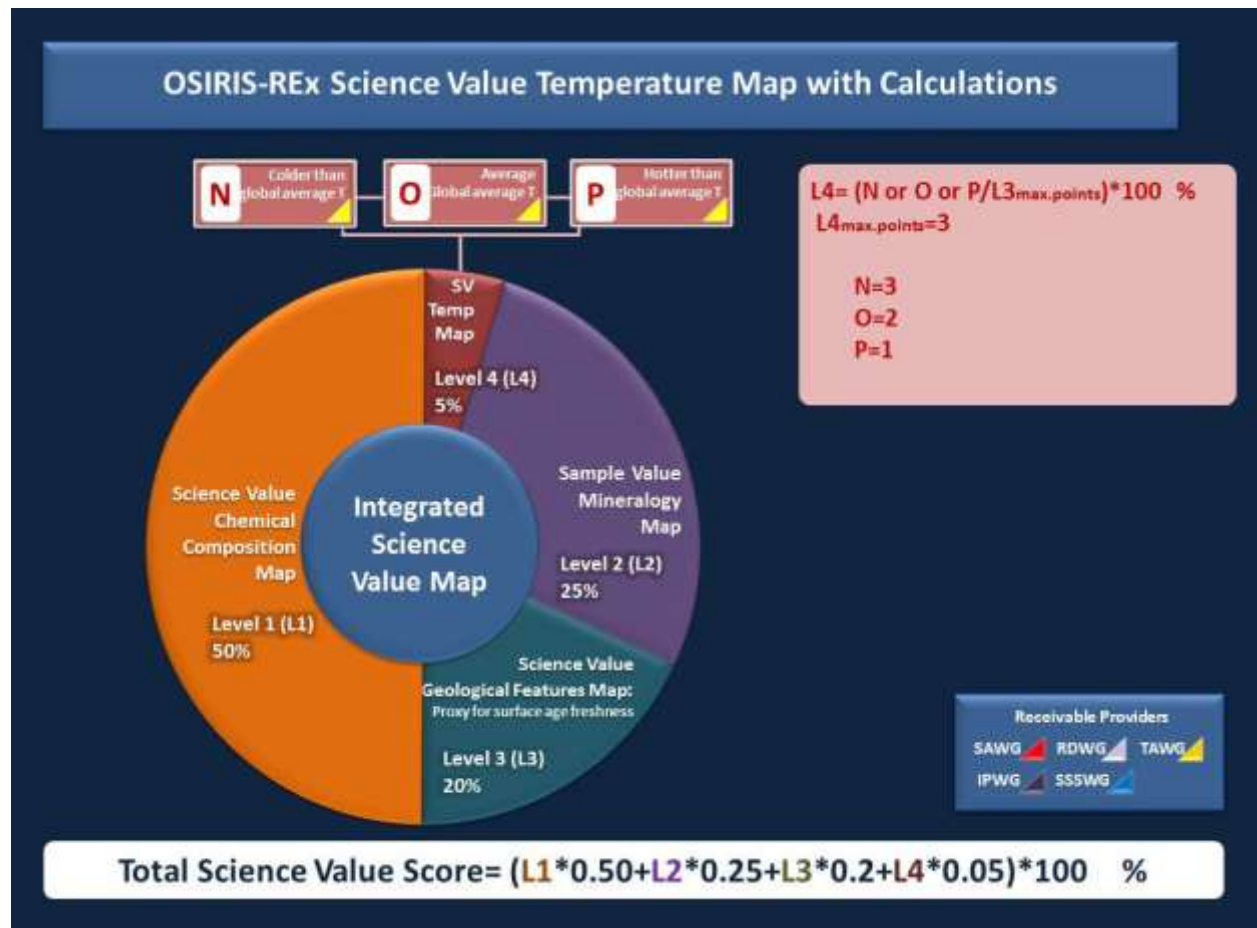 OSIRIS-REx Science Value Temperature Map with Calculations
N
Colder than
global average T
O
Average
Global average T
P
Hotter than
global average T
L4= (N or O or P/L3max.points)*100 %
L4max.points=3
N=3
O=2
P=1
SV
Temp
Map
Level 4 (L4)
5%
Sample Value
Mineralogy
Map
Level 2 (L2)
25%
Science Value
Chemical
Composition
Map
Level 1 (L1)
50%
Integrated
Science
Value Map
Science Value
Geological Features Map:
Proxy for surface age freshness
Level 3 (L3)
20%
Receivable Providers
SAWG RDWG TAWG
IPWG SSSWG
Total Science Value Score= (L1*0.50+L2*0.25+L3*0.2+L4*0.05)*100 %